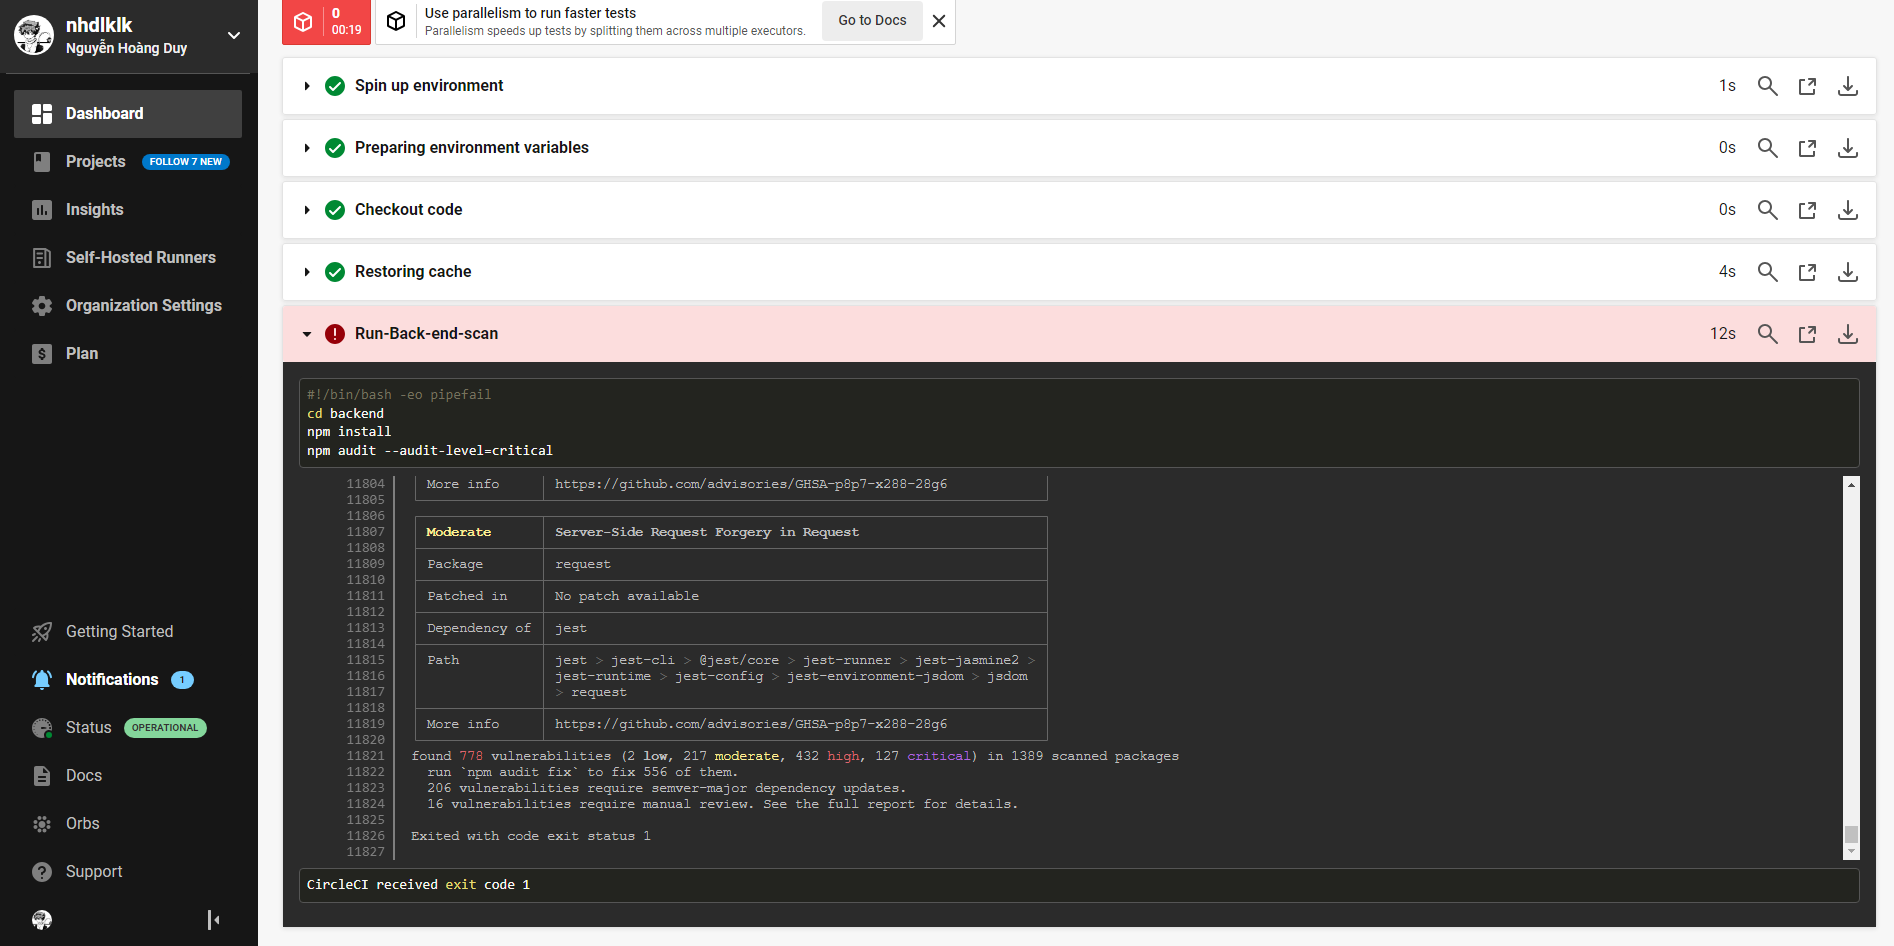 nhdlklk
Nguyễn Hoàng Duy
Dashboard
Projects FOLLOW 7 NEW
Insights
Self-Hosted Runners
Organization Settings
Plan
Getting Started
Notifications 1
Status OPERATIONAL
Docs
Orbs
Support
0
00:19
Use parallelism to run faster tests
Parallelism speeds up tests by splitting them across multiple executors.
Go to Docs
Spin up environment 1s
Preparing environment variables 0s
Checkout code 0s
Restoring cache 4s
Run-Back-end-scan 12s
#!/bin/bash -eo pipefail
cd backend
npm install
npm audit --audit-level=critical
11804 More info https://github.com/advisories/GHSA-p8p7-x288-28g6
11805
11806
11807 Moderate Server-Side Request Forgery in Request
11808
11809 Package request
11810
11811 Patched in No patch available
11812
11813 Dependency of jest
11814
11815 Path jest > jest-cli > @jest/core > jest-runner > jest-jasmine2 >
11816 jest-runtime > jest-config > jest-environment-jsdom > jsdom
11817 > request
11818
11819 More info https://github.com/advisories/GHSA-p8p7-x288-28g6
11820
11821 found 778 vulnerabilities (2 low, 217 moderate, 432 high, 127 critical) in 1389 scanned packages
11822 run `npm audit fix` to fix 556 of them.
11823 206 vulnerabilities require semver-major dependency updates.
11824 16 vulnerabilities require manual review. See the full report for details.
11825
11826 Exited with code exit status 1
11827
CircleCI received exit code 1